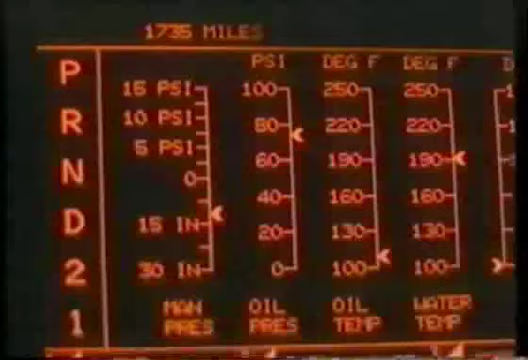 1735 MILES
PSI DEG F DEG F D
P 15 PSI 100 250 250
10 PSI
R 80 220 220
5 PSI
N 0 60 190 190
40 160 160
D 15 IN 20 130 130
2 30 IN 0 100 100
1 MAN OIL OIL WATER
PRES PRES TEMP TEMP